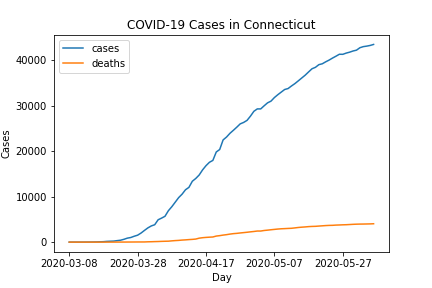 COVID-19 Cases in Connecticut
cases
deaths
40000
30000
20000
10000
0
Cases
2020-03-08 2020-03-28 2020-04-17 2020-05-07 2020-05-27
Day